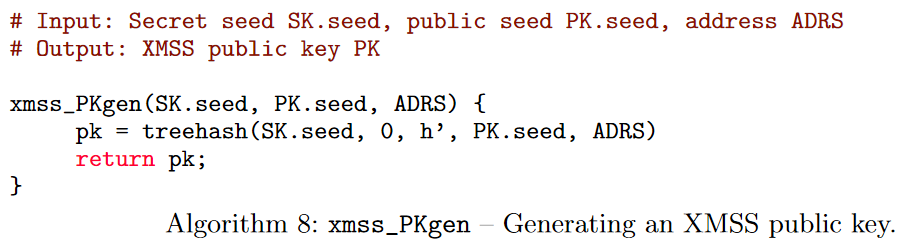 # Input: Secret seed SK.seed, public seed PK.seed, address ADRS
# Output: XMSS public key PK
xmss_PKgen(SK.seed, PK.seed, ADRS) {
pk = treehash(SK.seed, 0, h’, PK.seed, ADRS)
return pk;
}
Algorithm 8: xmss_PKgen – Generating an XMSS public key.